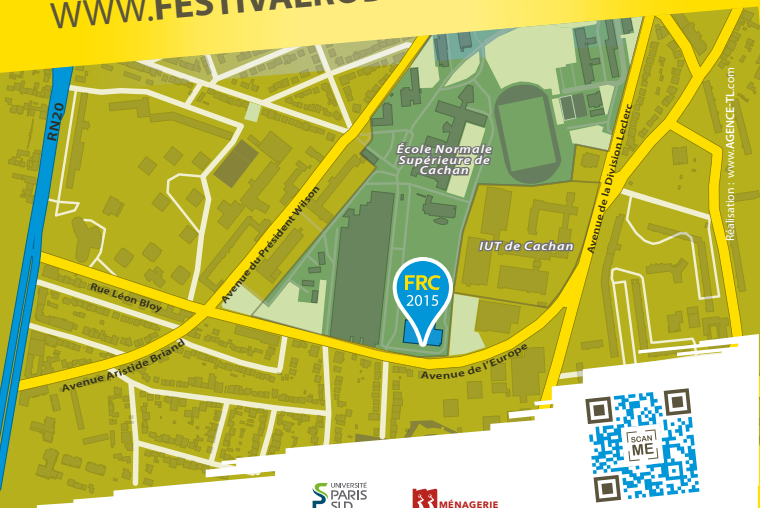 WWW.FESTIVAL
RN20
École Normale
Supérieure de
Cachan
Avenue de la Division Leclerc
Réalisation : www.AGENCE-TL.com
Avenue du Président Wilson
IUT de Cachan
FRC
2015
Rue Léon Bloy
Avenue Aristide Briand
Avenue de l'Europe
SCAN
ME
UNIVERSITÉ
PARIS
SUD
MÉNAGERIE